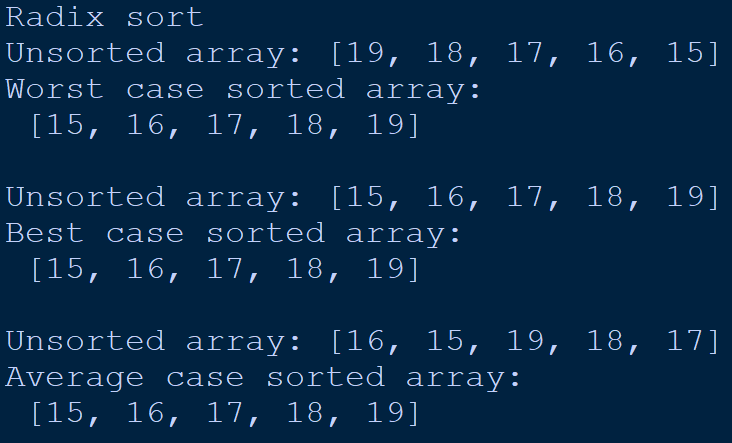 Radix sort
Unsorted array: [19, 18, 17, 16, 15]
Worst case sorted array:
 [15, 16, 17, 18, 19]

Unsorted array: [15, 16, 17, 18, 19]
Best case sorted array:
 [15, 16, 17, 18, 19]

Unsorted array: [16, 15, 19, 18, 17]
Average case sorted array:
 [15, 16, 17, 18, 19]